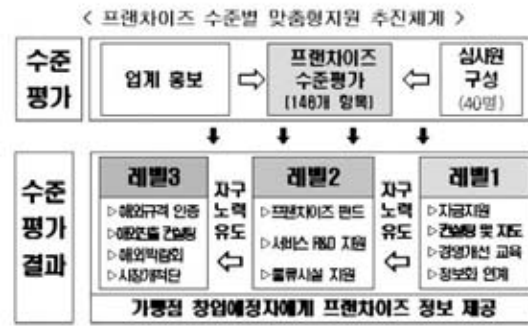 < 프랜차이즈 수준별 맞춤형지원 추진체계 >
수준
평가
업계 홍보
프랜차이즈
수준평가
(148개 항목)
심사원
구성
(40명)
수준
평가
결과
레벨3
▷해외규격 인증
▷해외진출 컨설팅
▷해외박람회
▷시장개척단
자구
노력
유도
레벨2
▷프랜차이즈 펀드
▷서비스 R&D 지원
▷물류시설 지원
자구
노력
유도
레벨1
▷자금지원
▷컨설팅 및 지도
▷경영개선 교육
▷정보화 연계
가맹점 창업예정자에게 프랜차이즈 정보 제공